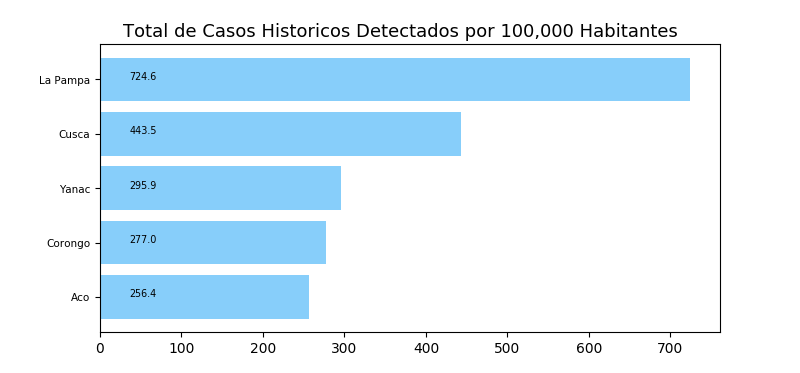 Total de Casos Historicos Detectados por 100,000 Habitantes
La Pampa 724.6
Cusca 443.5
Yanac 295.9
Corongo 277.0
Aco 256.4
0 100 200 300 400 500 600 700